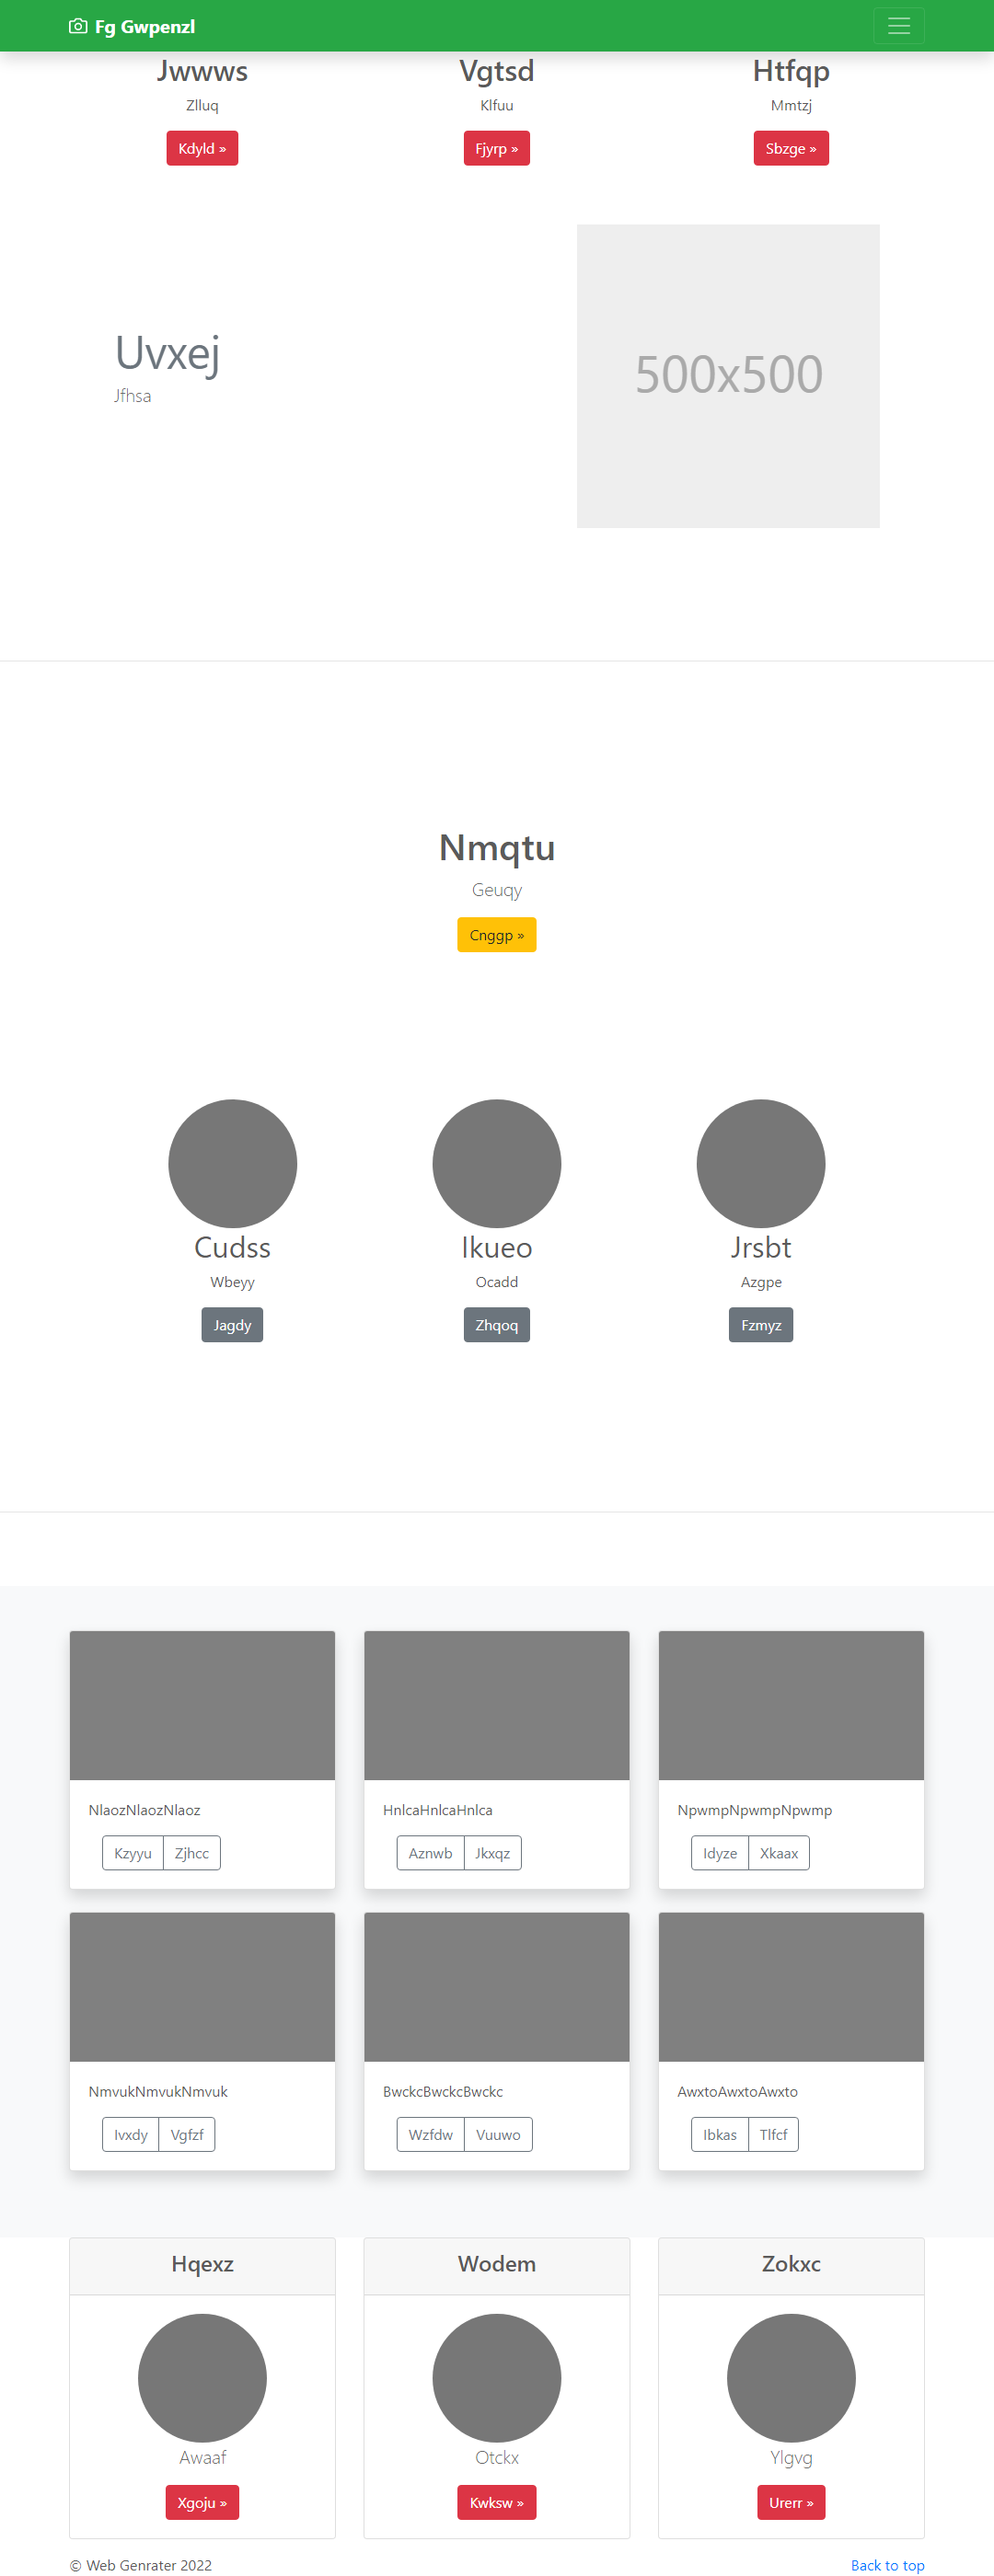 Fg Gwpenzl
Jwwws
Zlluq
Kdyld »
Vgtsd
Klfuu
Fjyrp »
Htfqp
Mmtzj
Sbzge »
Uvxej
Jfhsa
500x500
Nmqtu
Geuqy
Cnggp »
Cudss
Wbeyy
Jagdy
Ikueo
Ocadd
Zhqoq
Jrsbt
Azgpe
Fzmyz
NlaozNlaozNlaoz
Kzyyu Zjhcc
HnlcaHnlcaHnlca
Aznwb Jkxqz
NpwmpNpwmpNpwmp
Idyze Xkaax
NmvukNmvukNmvuk
Ivxdy Vgfzf
BwckcBwckcBwckc
Wzfdw Vuuwo
AwxtoAwxtoAwxto
Ibkas Tlfcf
Hqexz
Awaaf
Xgoju »
Wodem
Otckx
Kwksw »
Zokxc
Ylgvg
Urerr »
© Web Genrater 2022
Back to top